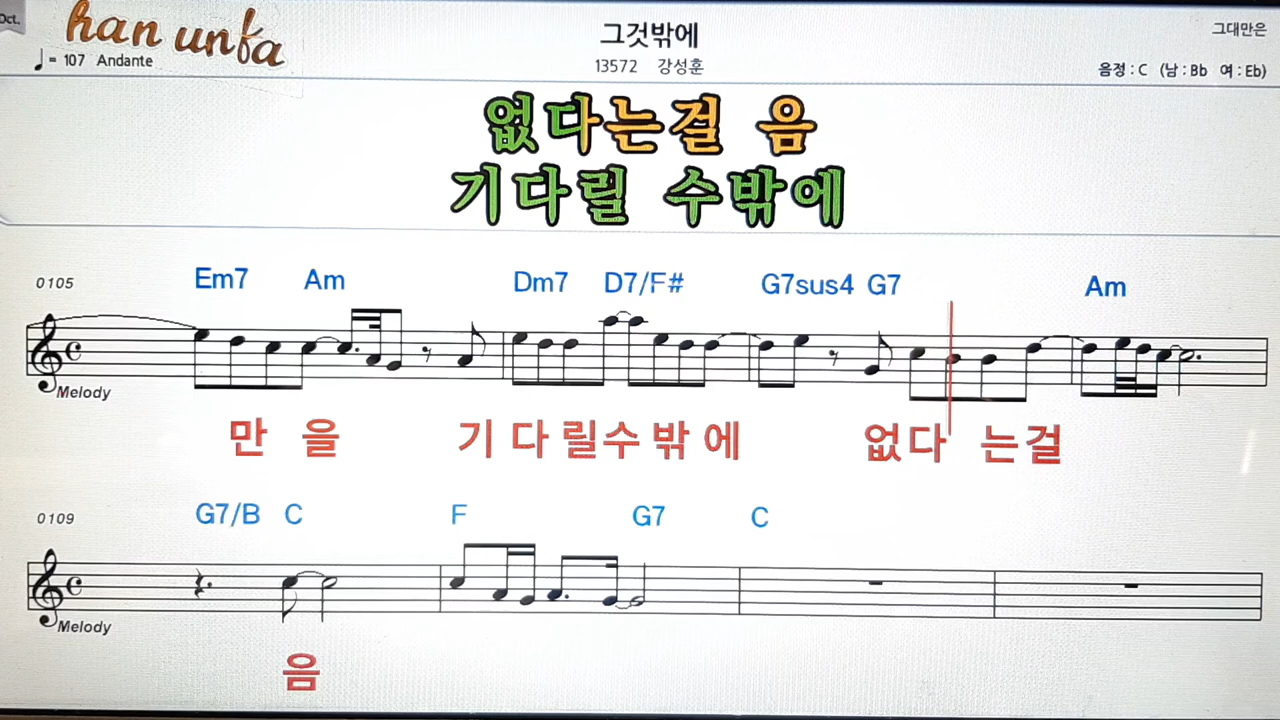 Oct.
han unfa
그것밖에
그대만은
= 107 Andante
13572 강성훈
음정 : C (남 : Bb 여 : Eb)
없다는걸 음
기다릴 수밖에
0105
Em7 Am Dm7 D7/F# G7sus4 G7 Am
Melody
만 을 기 다 릴수 밖 에 없다 는걸
0109
G7/B C F G7 C
Melody
음